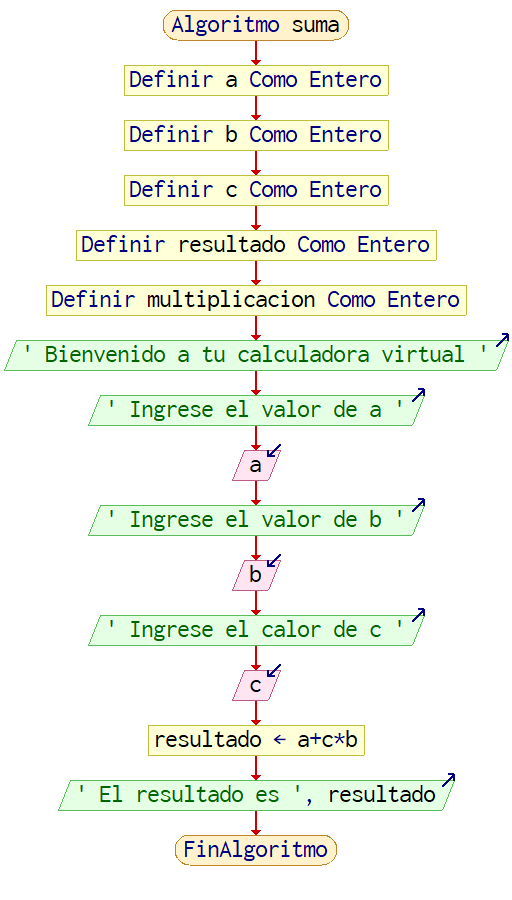 Algoritmo suma
Definir a Como Entero
Definir b Como Entero
Definir c Como Entero
Definir resultado Como Entero
Definir multiplicacion Como Entero
' Bienvenido a tu calculadora virtual '
' Ingrese el valor de a '
a
' Ingrese el valor de b '
b
' Ingrese el calor de c '
c
resultado ← a+c*b
' El resultado es ', resultado
FinAlgoritmo